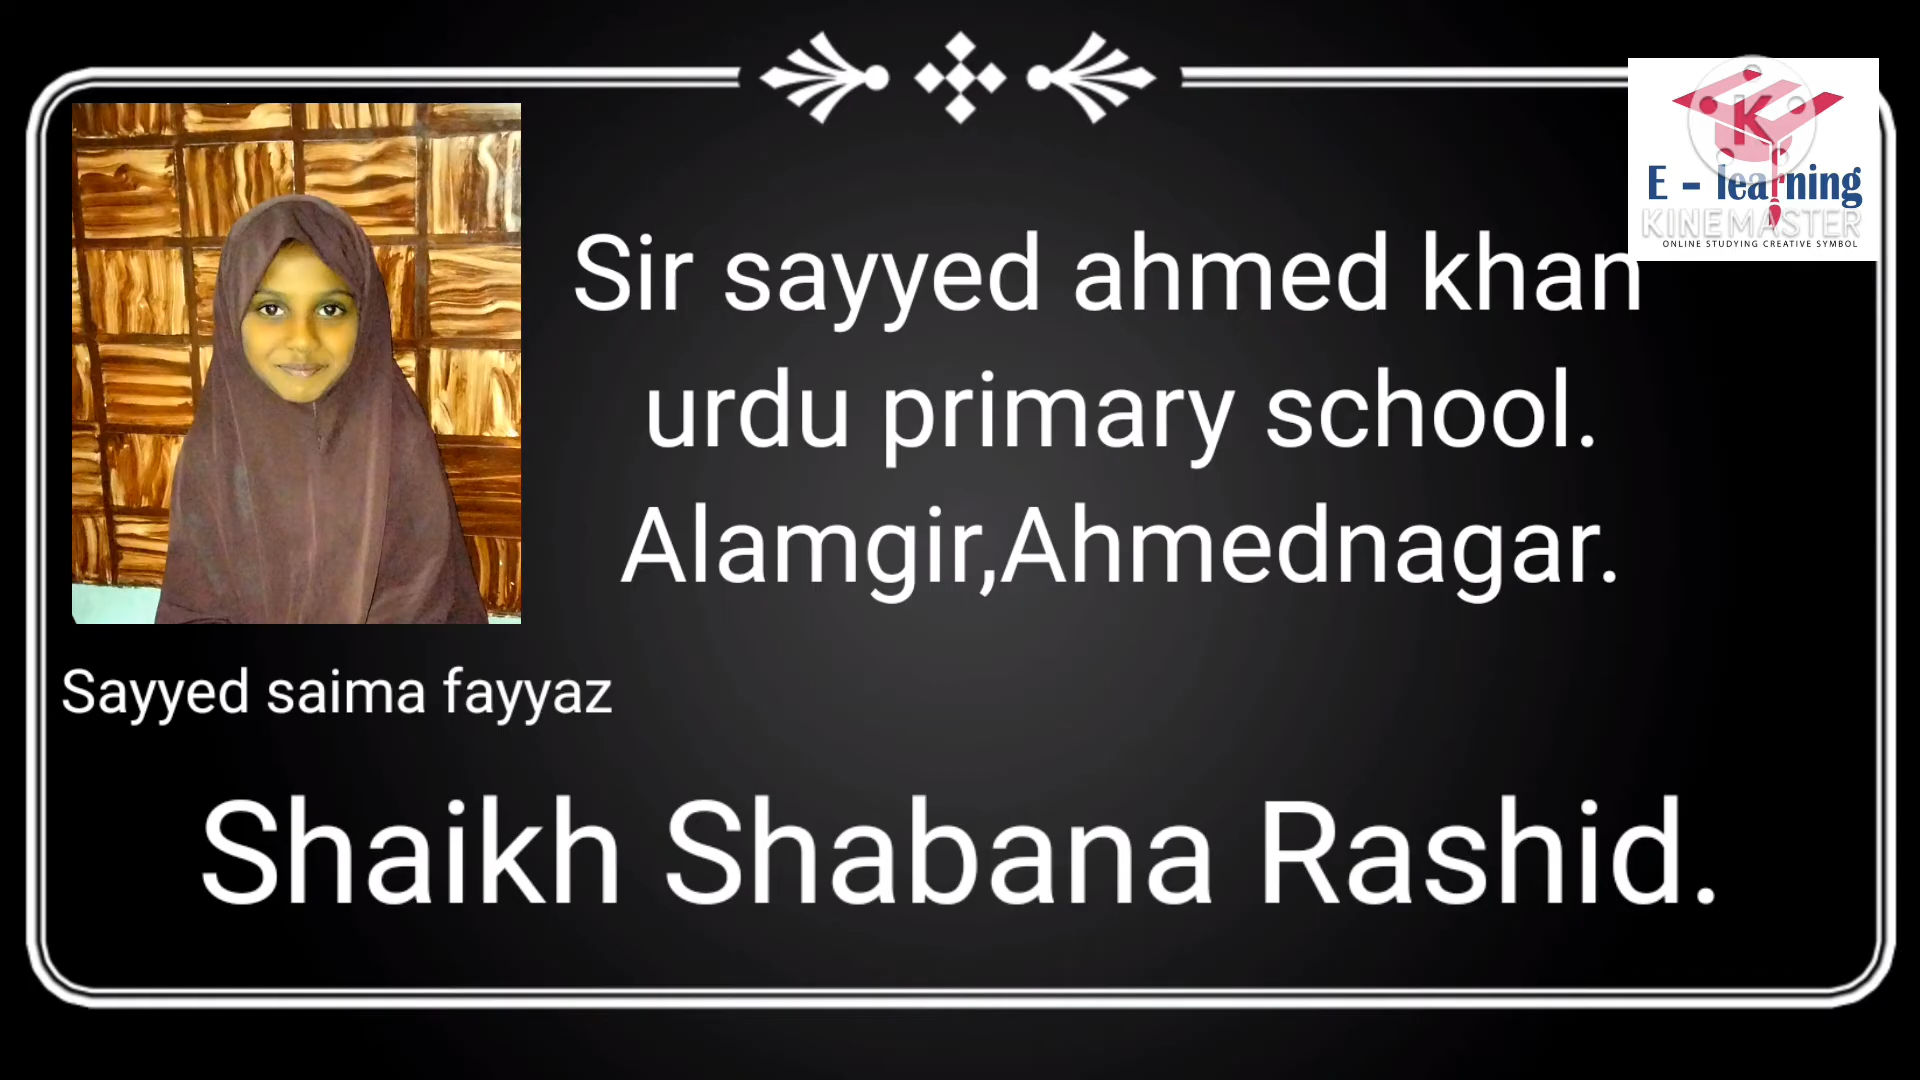 Sir sayyed ahmed khan
urdu primary school.
Alamgir,Ahmednagar.
K
E - learning
KINEMASTER
ONLINE STUDYING CREATIVE SYMBOL
Sayyed saima fayyaz
Shaikh Shabana Rashid.